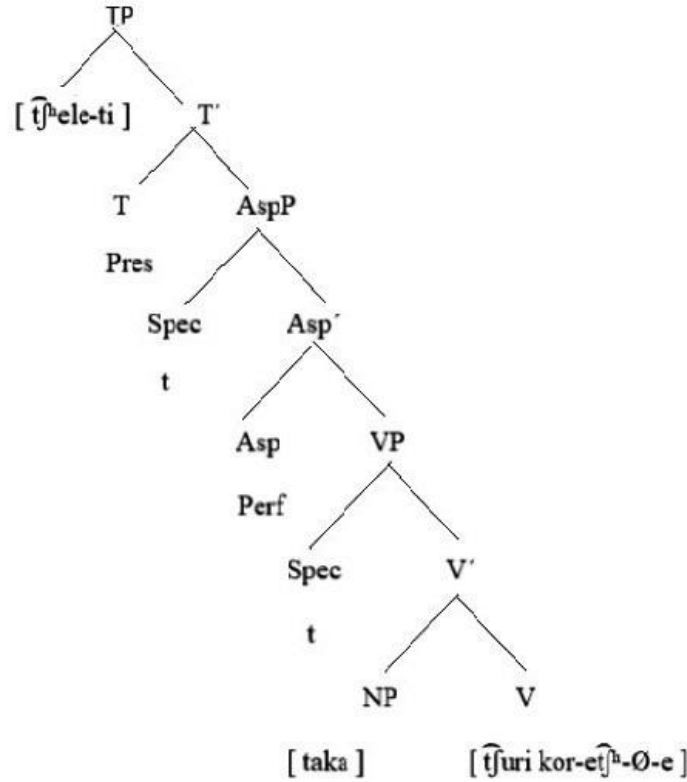 TP
[ t͡ʃʰele-ti ] T´
T AspP
Pres
Spec Asp´
t
Asp VP
Perf
Spec V´
t
NP V
[ taka ] [ t͡ʃuri kor-et͡ʃʰ-Ø-e ]